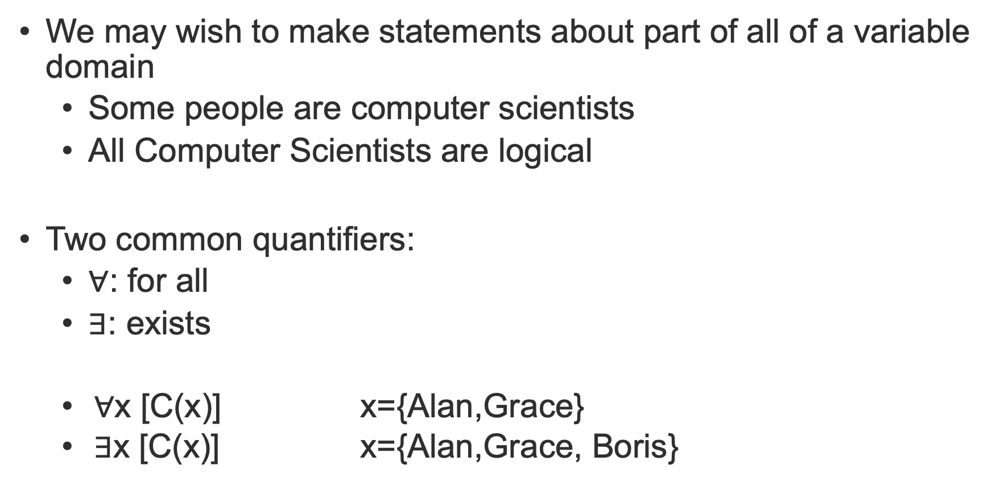 • We may wish to make statements about part of all of a variable
domain
• Some people are computer scientists
• All Computer Scientists are logical
• Two common quantifiers:
• ∀: for all
• ∃: exists
• ∀x [C(x)] x={Alan,Grace}
• ∃x [C(x)] x={Alan,Grace, Boris}